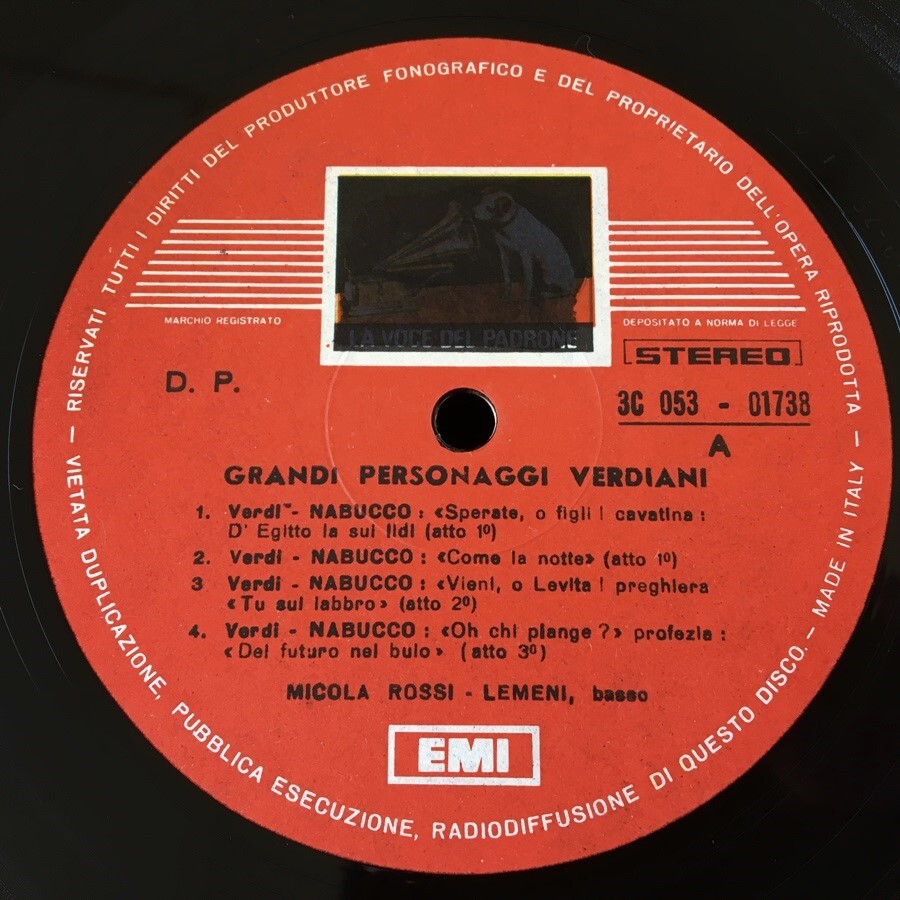 — RISERVATI TUTTI I DIRITTI DEL PRODUTTORE FONOGRAFICO E DEL PROPRIETARIO DELL'OPERA RIPRODOTTA —
LA VOCE DEL PADRONE
MARCHIO REGISTRATO
DEPOSITATO A NORMA DI LEGGE
STEREO
D. P.
3C 053 - 01738
A
GRANDI PERSONAGGI VERDIANI
1. Verdi - NABUCCO : «Sperate, o figli ! cavatina :
D' Egitto la sui lidi (atto 1º)
2. Verdi - NABUCCO : «Come la notte» (atto 1º)
3 Verdi - NABUCCO : «Vieni, o Levita ! preghiera
«Tu sul labbro» (atto 2º)
4. Verdi - NABUCCO : «Oh chi piange ?» profezia :
«Del futuro nel buio» (atto 3º)
MICOLA ROSSI - LEMENI, basso
EMI
VIETATA DUPLICAZIONE, PUBBLICA ESECUZIONE, RADIODIFFUSIONE DI QUESTO DISCO. — MADE IN ITALY —